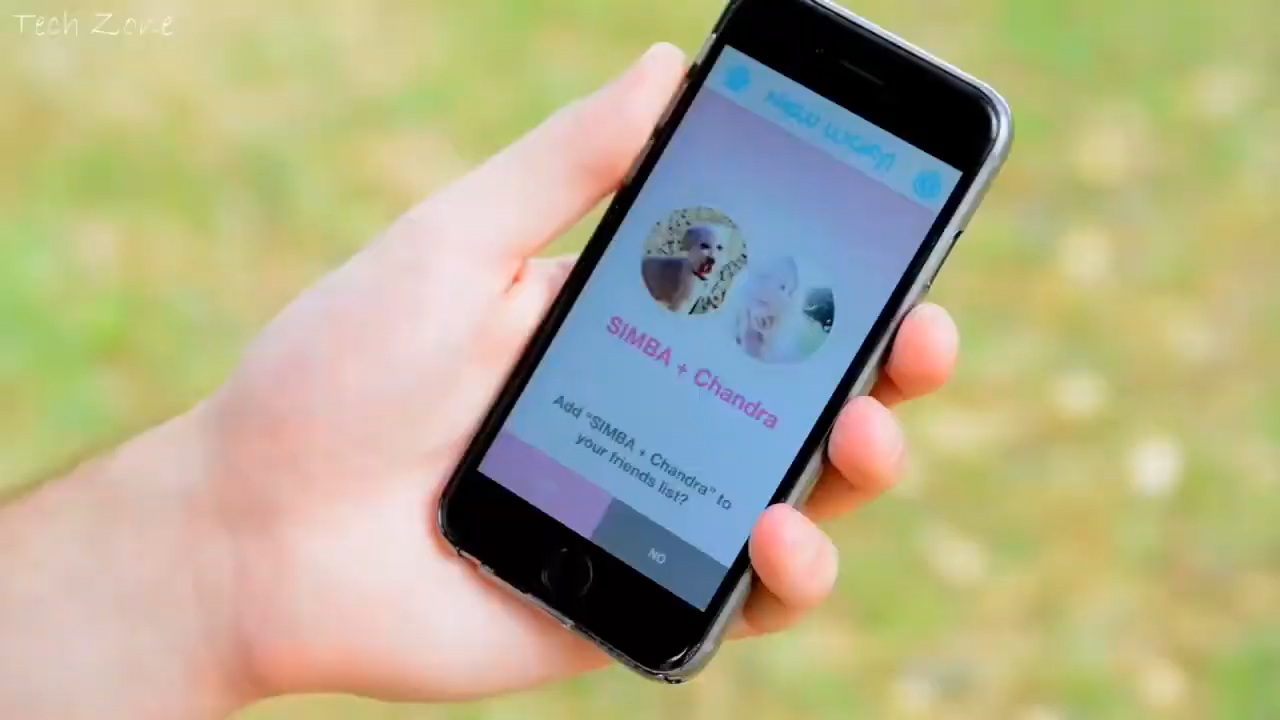 Tech Zone
SIMBA + Chandra
Add "SIMBA + Chandra" to
your friends list?
NO